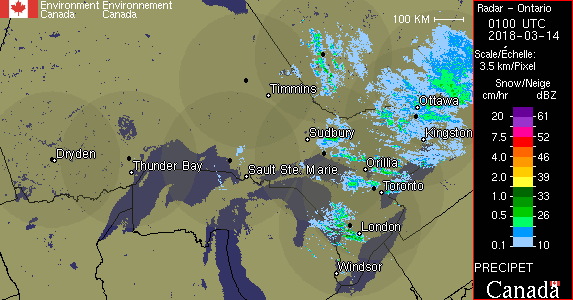 Environment Environnement
Canada Canada
100 KM
Timmins
Ottawa
Sudbury
Kingston
Dryden
Thunder Bay
Sault Ste. Marie
Orillia
Toronto
London
Windsor
Radar - Ontario
0100 UTC
2018-03-14
Scale/Échelle:
3.5 km/Pixel
Snow/Neige
cm/hr dBZ
20 61
7.5 52
4.0 46
2.0 39
1.0 33
0.5 26
0.1 10
PRECIPET
Canada